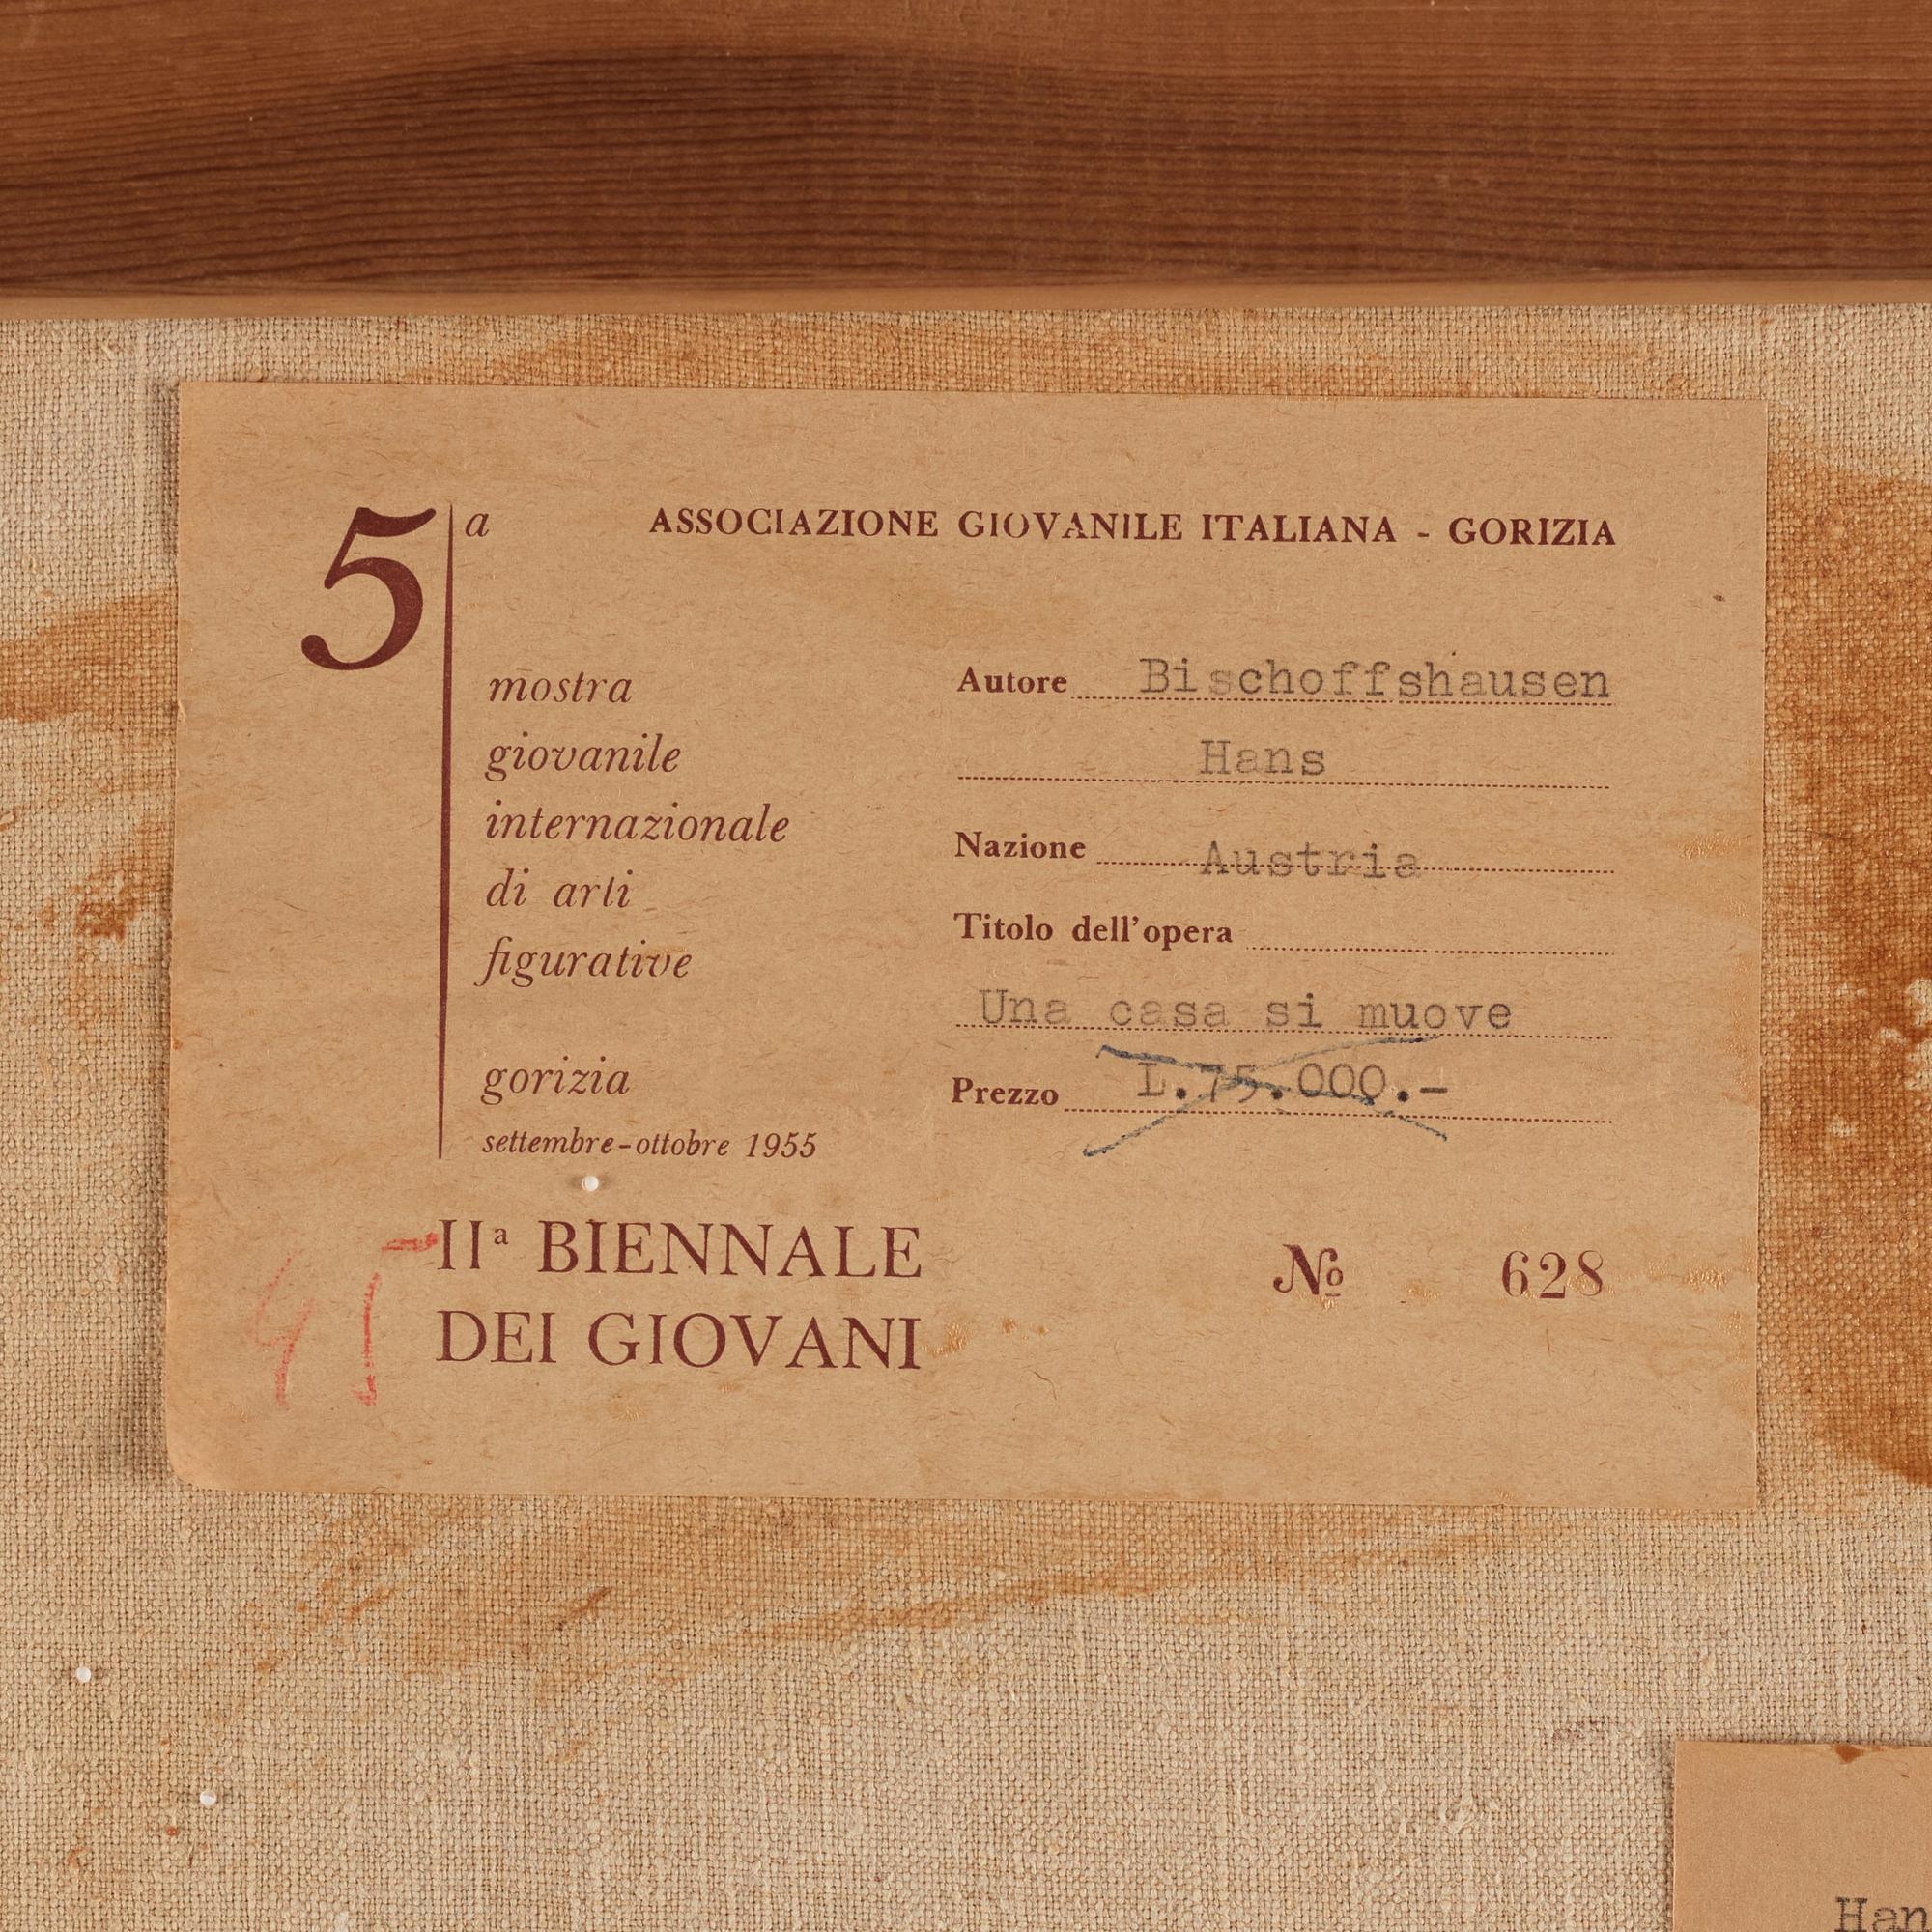 5ª
ASSOCIAZIONE GIOVANILE ITALIANA - GORIZIA
mostra
giovanile
internazionale
di arti
figurative
gorizia
settembre-ottobre 1955
IIª BIENNALE
DEI GIOVANI
45
Autore Bischoffshausen
Hans
Nazione Austria
Titolo dell'opera
Una casa si muove
Prezzo L.75.000.-
№ 628